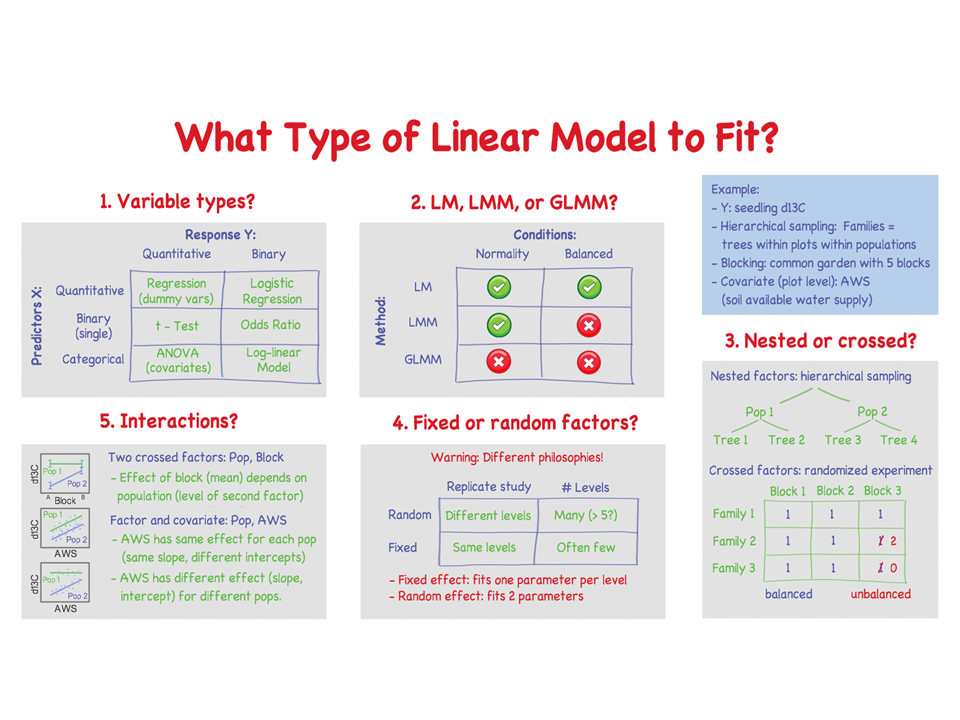 What Type of Linear Model to Fit?
1. Variable types?
Response Y:
Quantitative Binary
Predictors X:
Quantitative Regression (dummy vars) Logistic Regression
Binary (single) t - Test Odds Ratio
Categorical ANOVA (covariates) Log-linear Model
2. LM, LMM, or GLMM?
Conditions:
Normality Balanced
Method:
LM
LMM
GLMM
Example:
- Y: seedling d13C
- Hierarchical sampling: Families =
trees within plots within populations
- Blocking: common garden with 5 blocks
- Covariate (plot level): AWS
(soil available water supply)
3. Nested or crossed?
Nested factors: hierarchical sampling
Pop 1 Pop 2
Tree 1 Tree 2 Tree 3 Tree 4
Crossed factors: randomized experiment
Block 1 Block 2 Block 3
Family 1 1 1 1
Family 2 1 1 1 2
Family 3 1 1 1 0
balanced unbalanced
4. Fixed or random factors?
Warning: Different philosophies!
Replicate study # Levels
Random Different levels Many (> 5?)
Fixed Same levels Often few
- Fixed effect: fits one parameter per level
- Random effect: fits 2 parameters
5. Interactions?
d13C
Pop 1
Pop 2
A Block B
d13C
Pop 1
Pop 2
AWS
d13C
Pop 1
Pop 2
AWS
Two crossed factors: Pop, Block
- Effect of block (mean) depends on
population (level of second factor)
Factor and covariate: Pop, AWS
- AWS has same effect for each pop
(same slope, different intercepts)
- AWS has different effect (slope,
intercept) for different pops.